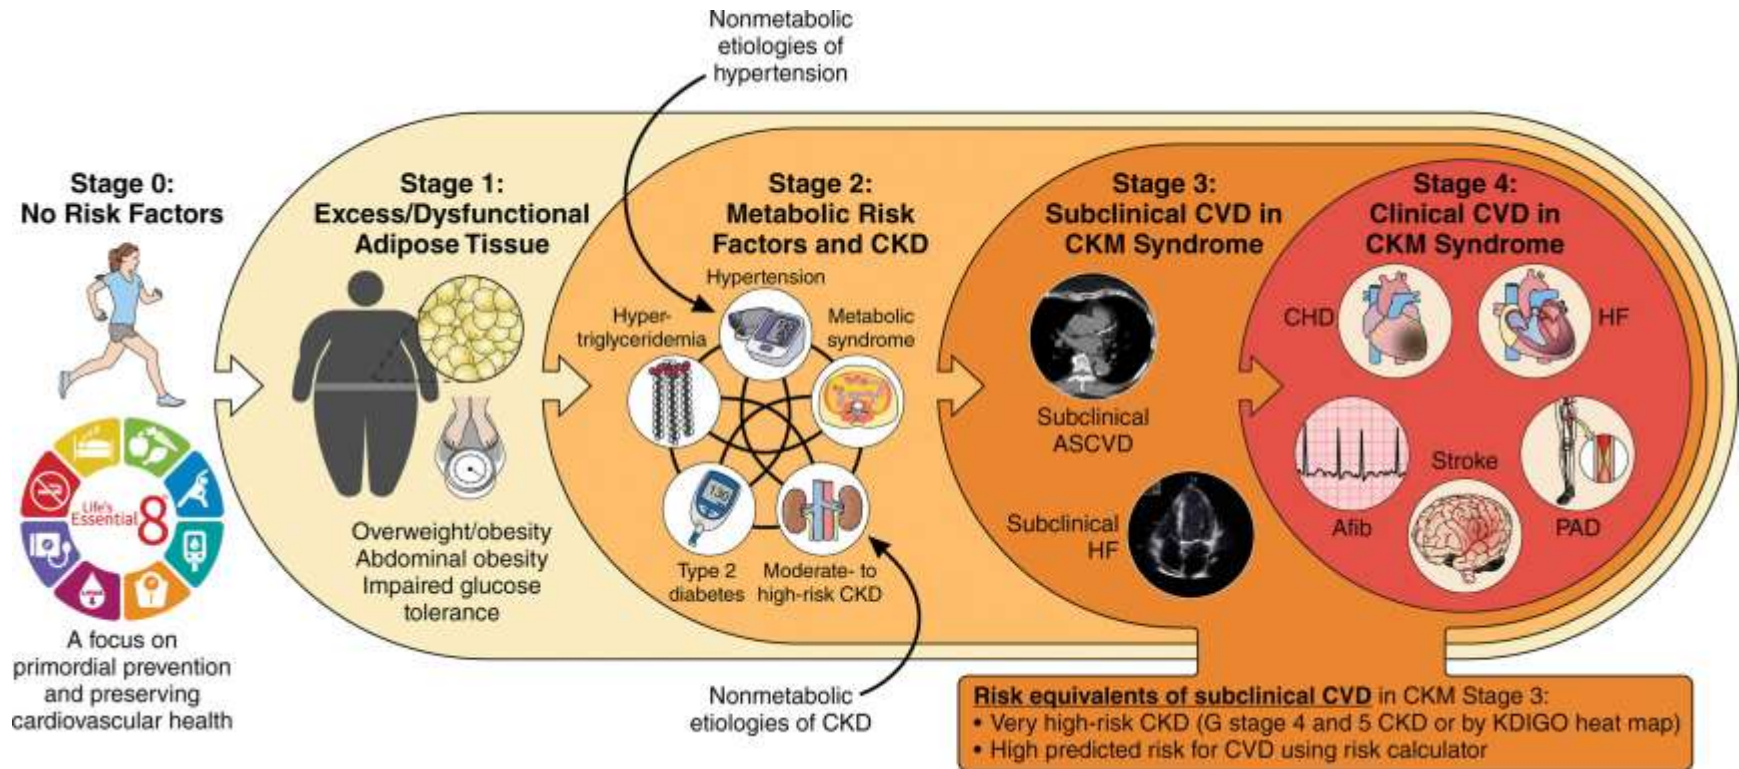 Nonmetabolic
etiologies of
hypertension
Stage 0:
No Risk Factors
Life's
Essential 8
A focus on
primordial prevention
and preserving
cardiovascular health
Stage 1:
Excess/Dysfunctional
Adipose Tissue
Overweight/obesity
Abdominal obesity
Impaired glucose
tolerance
Stage 2:
Metabolic Risk
Factors and CKD
Hypertension
Hyper-
triglyceridemia
Metabolic
syndrome
Type 2
diabetes
Moderate- to
high-risk CKD
Nonmetabolic
etiologies of CKD
Stage 3:
Subclinical CVD in
CKM Syndrome
Subclinical
ASCVD
Subclinical
HF
Stage 4:
Clinical CVD in
CKM Syndrome
CHD
HF
Afib
Stroke
PAD
Risk equivalents of subclinical CVD in CKM Stage 3:
• Very high-risk CKD (G stage 4 and 5 CKD or by KDIGO heat map)
• High predicted risk for CVD using risk calculator